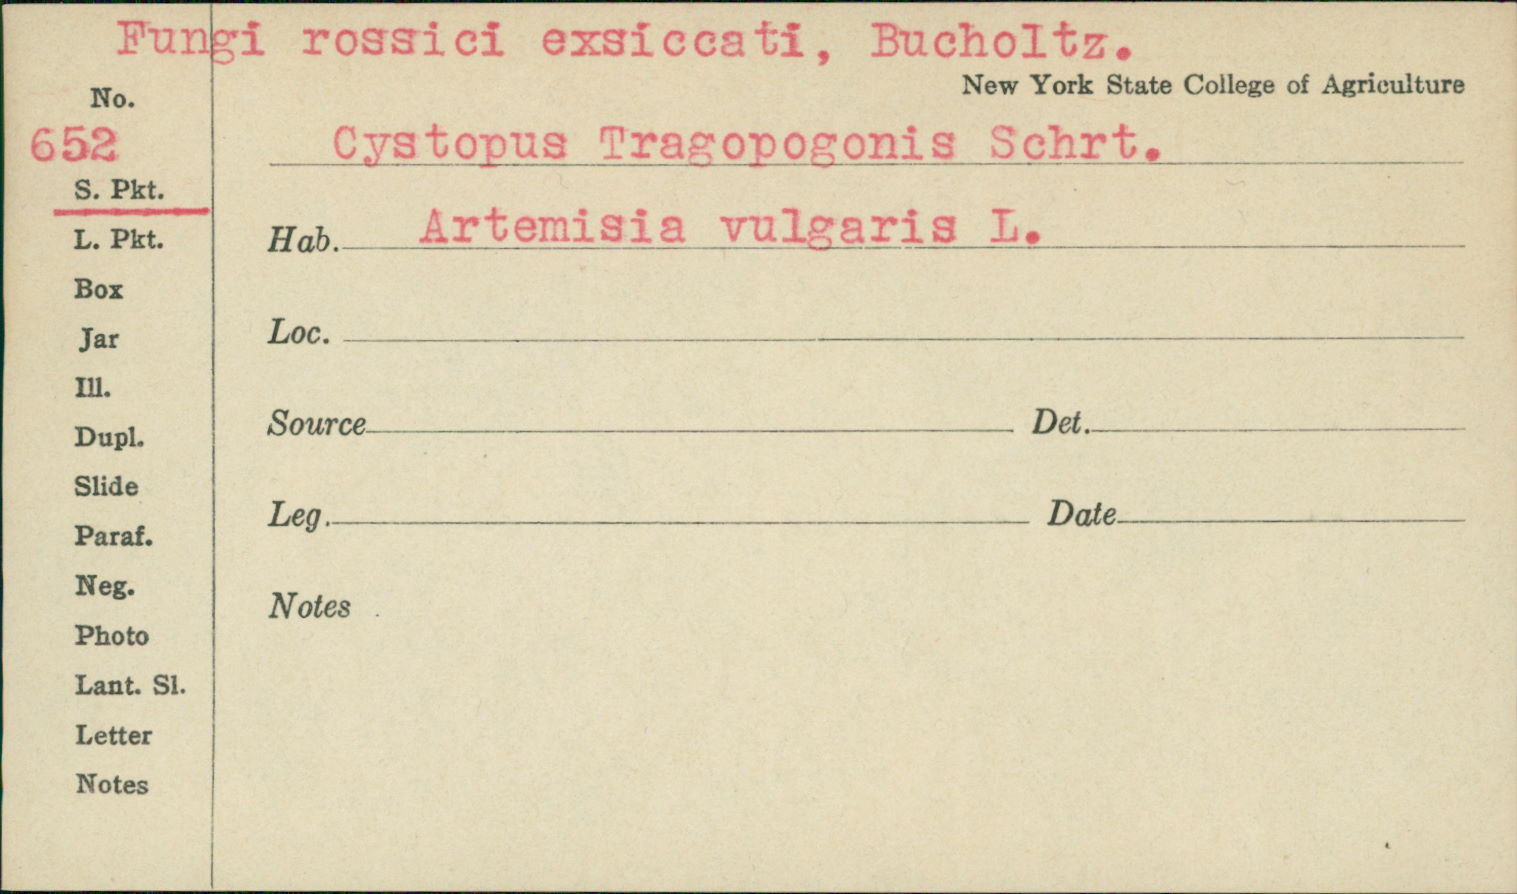 Fungi rossici exsiccati, Bucholtz.
New York State College of Agriculture
No.
652
Cystopus Tragopogonis Schrt.
S. Pkt.
Hab. Artemisia vulgaris L.
L. Pkt.
Box
Loc.
Jar
Ill.
Source Det.
Dupl.
Slide
Leg. Date
Paraf.
Neg.
Notes
Photo
Lant. Sl.
Letter
Notes